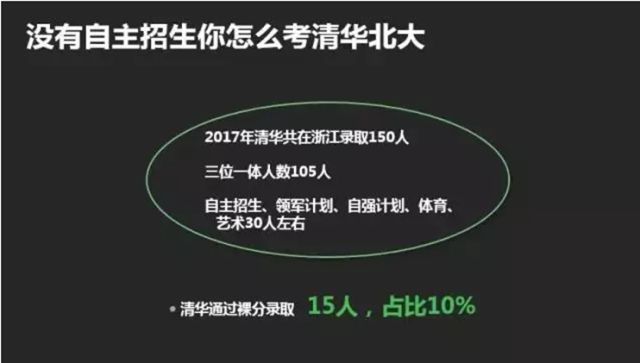 没有自主招生你怎么考清华北大
2017年清华共在浙江录取150人
三位一体人数105人
自主招生、领军计划、自强计划、体育、
艺术30人左右
• 清华通过裸分录取 15人，占比10%